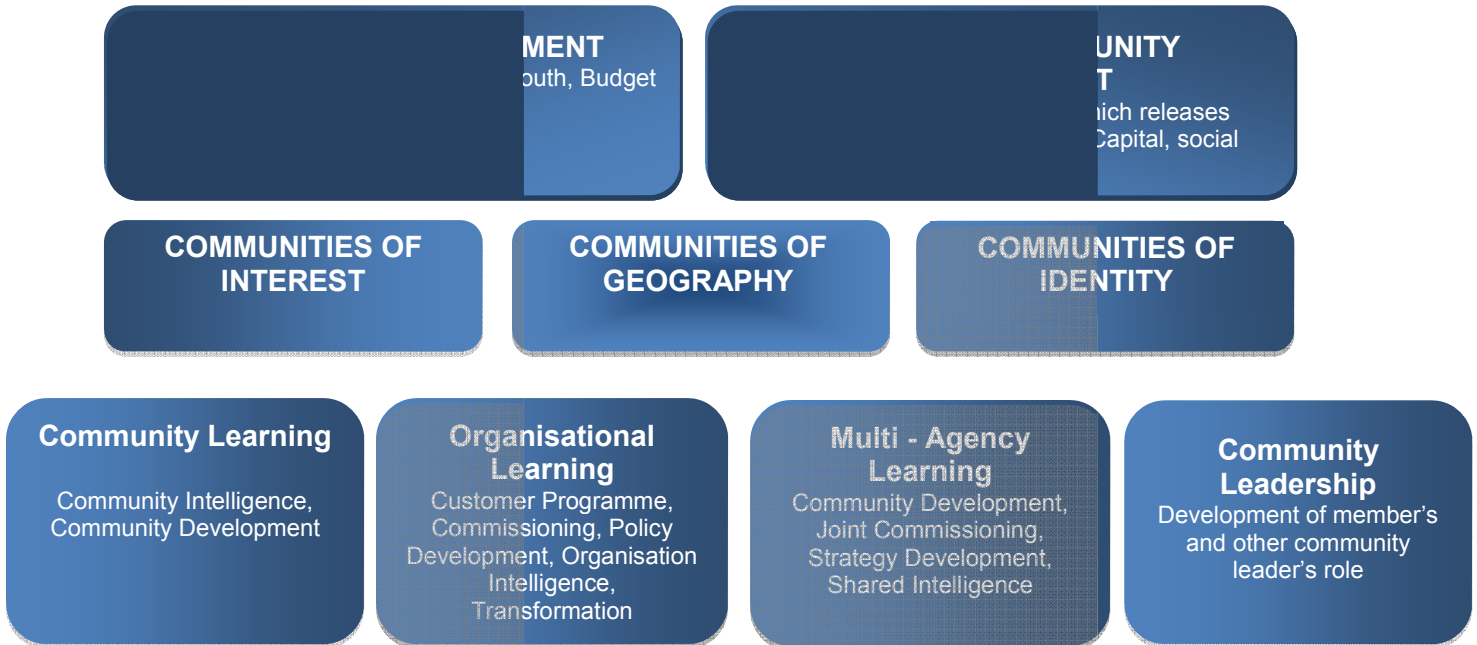 MENT
outh, Budget
UNITY
T
ich releases
Capital, social
COMMUNITIES OF
INTEREST
COMMUNITIES OF
GEOGRAPHY
COMMUNITIES OF
IDENTITY
Community Learning
Community Intelligence,
Community Development
Organisational
Learning
Customer Programme,
Commissioning, Policy
Development, Organisation
Intelligence,
Transformation
Multi - Agency
Learning
Community Development,
Joint Commissioning,
Strategy Development,
Shared Intelligence
Community
Leadership
Development of member’s
and other community
leader’s role